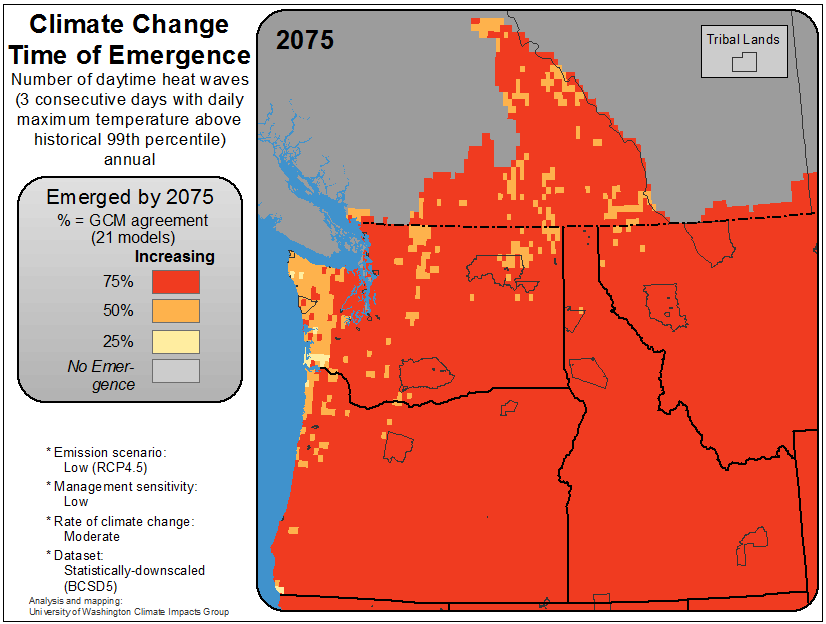 Climate Change
Time of Emergence
Number of daytime heat waves
(3 consecutive days with daily
maximum temperature above
historical 99th percentile)
annual
Emerged by 2075
% = GCM agreement
(21 models)
Increasing
75%
50%
25%
No Emer-
gence
* Emission scenario:
Low (RCP4.5)
* Management sensitivity:
Low
* Rate of climate change:
Moderate
* Dataset:
Statistically-downscaled
(BCSD5)
Analysis and mapping:
University of Washington Climate Impacts Group
2075
Tribal Lands